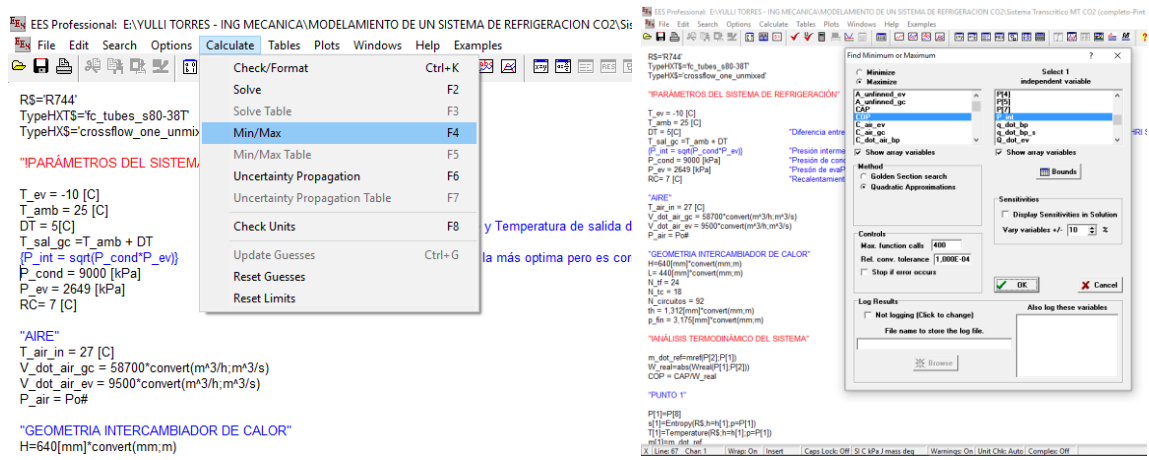 EES Professional: E:\YULLI TORRES - ING MECANICA\MODELAMIENTO DE UN SISTEMA DE REFRIGERACION CO2\Sis
File Edit Search Options Calculate Tables Plots Windows Help Examples
Check/Format Ctrl+K
Solve F2
Solve Table F3
Min/Max F4
Min/Max Table F5
Uncertainty Propagation F6
Uncertainty Propagation Table F7
Check Units F8
Update Guesses Ctrl+G
Reset Guesses
Reset Limits
R$='R744'
TypeHXT$='fc_tubes_s80-38T'
TypeHX$='crossflow_one_unmix
"!PARÁMETROS DEL SISTEMA
T_ev = -10 [C]
T_amb = 25 [C]
DT = 5[C]
y Temperatura de salida d
T_sal_gc =T_amb + DT
{P_int = sqrt(P_cond*P_ev)}
la más optima pero es cor
P_cond = 9000 [kPa]
P_ev = 2649 [kPa]
RC= 7 [C]
"AIRE"
T_air_in = 27 [C]
V_dot_air_gc = 58700*convert(m^3/h;m^3/s)
V_dot_air_ev = 9500*convert(m^3/h;m^3/s)
P_air = Po#
"GEOMETRIA INTERCAMBIADOR DE CALOR"
H=640[mm]*convert(mm;m)
EES Professional: E:\YULLI TORRES - ING MECANICA\MODELAMIENTO DE UN SISTEMA DE REFRIGERACION CO2\Sistema Transcritico MT CO2 (completo-Pint
File Edit Search Options Calculate Tables Plots Windows Help Examples
R$='R744'
TypeHXT$='fc_tubes_s80-38T'
TypeHX$='crossflow_one_unmixed'
"!PARÁMETROS DEL SISTEMA DE REFRIGERACIÓN"
T_ev = -10 [C]
T_amb = 25 [C]
DT = 5[C] "Diferencia entre
T_sal_gc =T_amb + DT
{P_int = sqrt(P_cond*P_ev)} "Presión interme
P_cond = 9000 [kPa] "Presión de cond
P_ev = 2649 [kPa] "Presón de evaP
RC= 7 [C] "Recalentamient
"AIRE"
T_air_in = 27 [C]
V_dot_air_gc = 58700*convert(m^3/h;m^3/s)
V_dot_air_ev = 9500*convert(m^3/h;m^3/s)
P_air = Po#
"GEOMETRIA INTERCAMBIADOR DE CALOR"
H=640[mm]*convert(mm;m)
L= 440[mm]*convert(mm;m)
N_tf = 24
N_tc = 18
N_circuitos = 92
th = 1,312[mm]*convert(mm;m)
p_fin = 3,175[mm]*convert(mm;m)
"!ANÁLISIS TERMODINÁMICO DEL SISTEMA"
m_dot_ref=mref(P[2];P[1])
W_real=abs(Wreal(P[1];P[2]))
COP = CAP/W_real
"PUNTO 1"
P[1]=P[8]
s[1]=Entropy(R$;h=h[1];p=P[1])
T[1]=Temperature(R$;h=h[1];p=P[1])
m[1]=m_dot_ref
Find Minimum or Maximum ? X
Minimize
Maximize
Select 1
independent variable
A_unfinned_ev
A_unfinned_gc
CAP
COP
C_air_ev
C_air_gc
C_dot_air_bp
P[4]
P[5]
P[7]
P_int
q_dot_bp
q_dot_bp_s
Q_dot_ev
Show array variables
Show array variables
Method
Golden Section search
Quadratic Approximations
Bounds
Sensitivities
Display Sensitivities in Solution
Vary variables +/- 10 %
Controls
Max. function calls 400
Rel. conv. tolerance 1,000E-04
Stop if error occurs
OK
Cancel
Log Results
Not logging (Click to change)
File name to store the log file.
Browse
Also log these variables
HRI S
X Line: 67 Char: 1 Wrap: On Insert Caps Lock: Off SI C kPa J mass deg Warnings: On Unit Chk: Auto Complex: Off